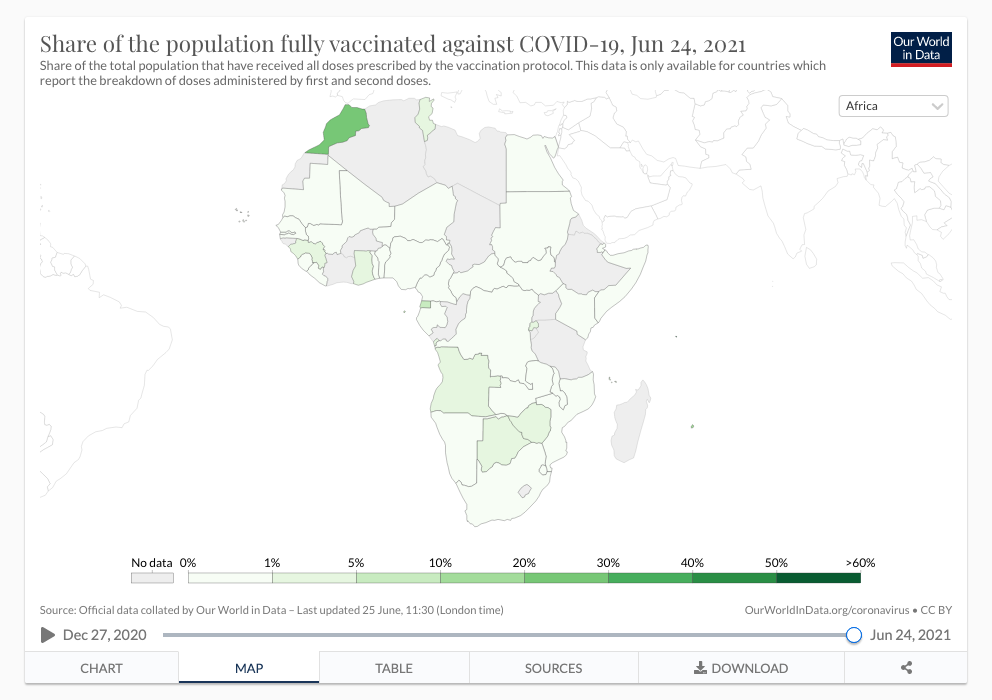 Share of the population fully vaccinated against COVID-19, Jun 24, 2021
Share of the total population that have received all doses prescribed by the vaccination protocol. This data is only available for countries which
report the breakdown of doses administered by first and second doses.
Our World
in Data
Africa
No data 0% 1% 5% 10% 20% 30% 40% 50% >60%
Source: Official data collated by Our World in Data – Last updated 25 June, 11:30 (London time)
OurWorldInData.org/coronavirus • CC BY
Dec 27, 2020
Jun 24, 2021
CHART MAP TABLE SOURCES DOWNLOAD